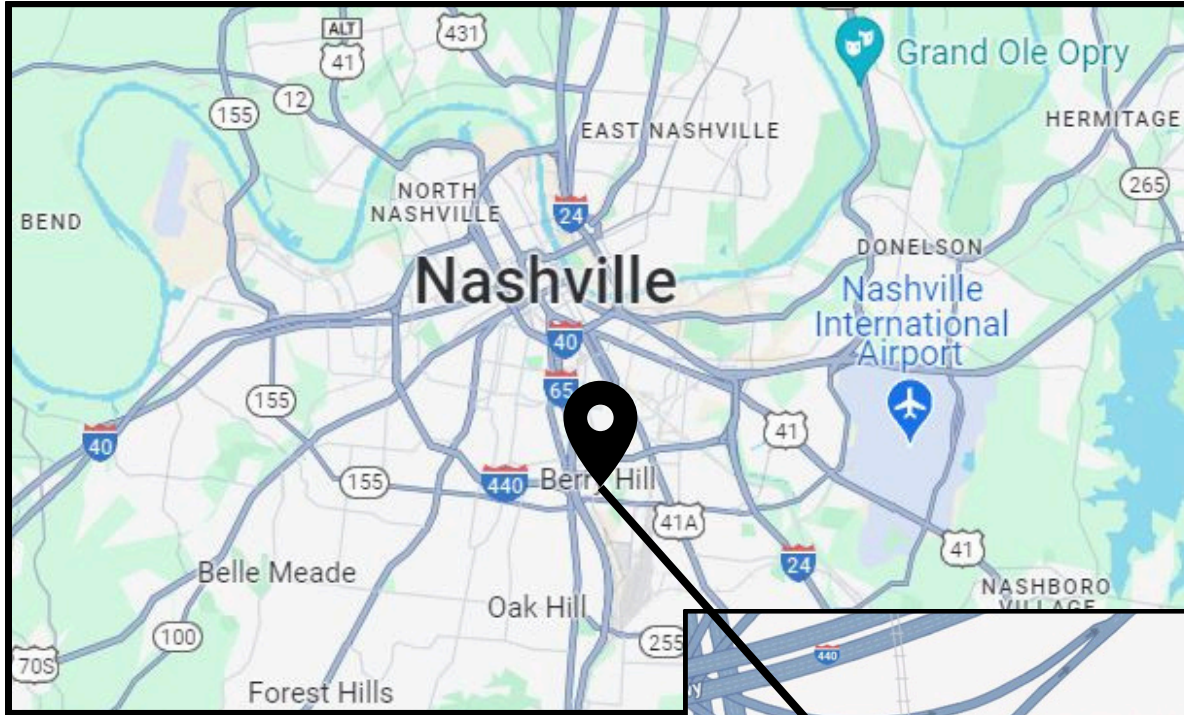 ALT
41
431
Grand Ole Opry
155
12
EAST NASHVILLE
HERMITAGE
265
NORTH
NASHVILLE
24
BEND
DONELSON
Nashville
Nashville
International
Airport
40
65
155
41
40
155
440
Berry Hill
41A
41
24
Belle Meade
NASHBORO
VILLAGE
Oak Hill
100
255
70S
Forest Hills
440